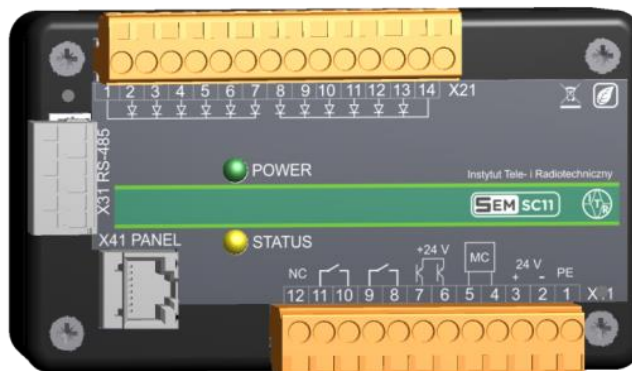 1 2 3 4 5 6 7 8 9 10 11 12 13 14 X21
X31 RS-485
POWER
Instytut Tele- i Radiotechniczny
SEM SC11
ITR
X41 PANEL
STATUS
+24 V
MC
24 V
NC
+ - PE
12 11 10 9 8 7 6 5 4 3 2 1